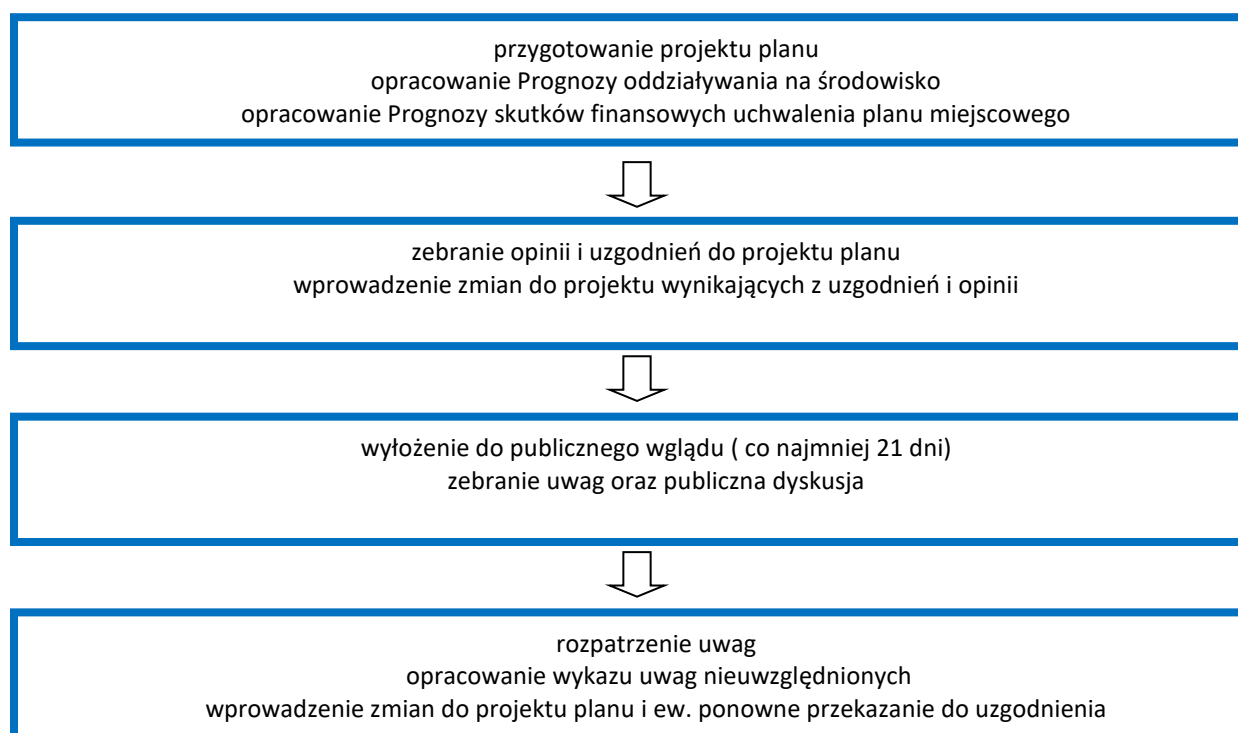 przygotowanie projektu planu
opracowanie Prognozy oddziaływania na środowisko
opracowanie Prognozy skutków finansowych uchwalenia planu miejscowego
zebranie opinii i uzgodnień do projektu planu
wprowadzenie zmian do projektu wynikających z uzgodnień i opinii
wyłożenie do publicznego wglądu ( co najmniej 21 dni)
zebranie uwag oraz publiczna dyskusja
rozpatrzenie uwag
opracowanie wykazu uwag nieuwzględnionych
wprowadzenie zmian do projektu planu i ew. ponowne przekazanie do uzgodnienia